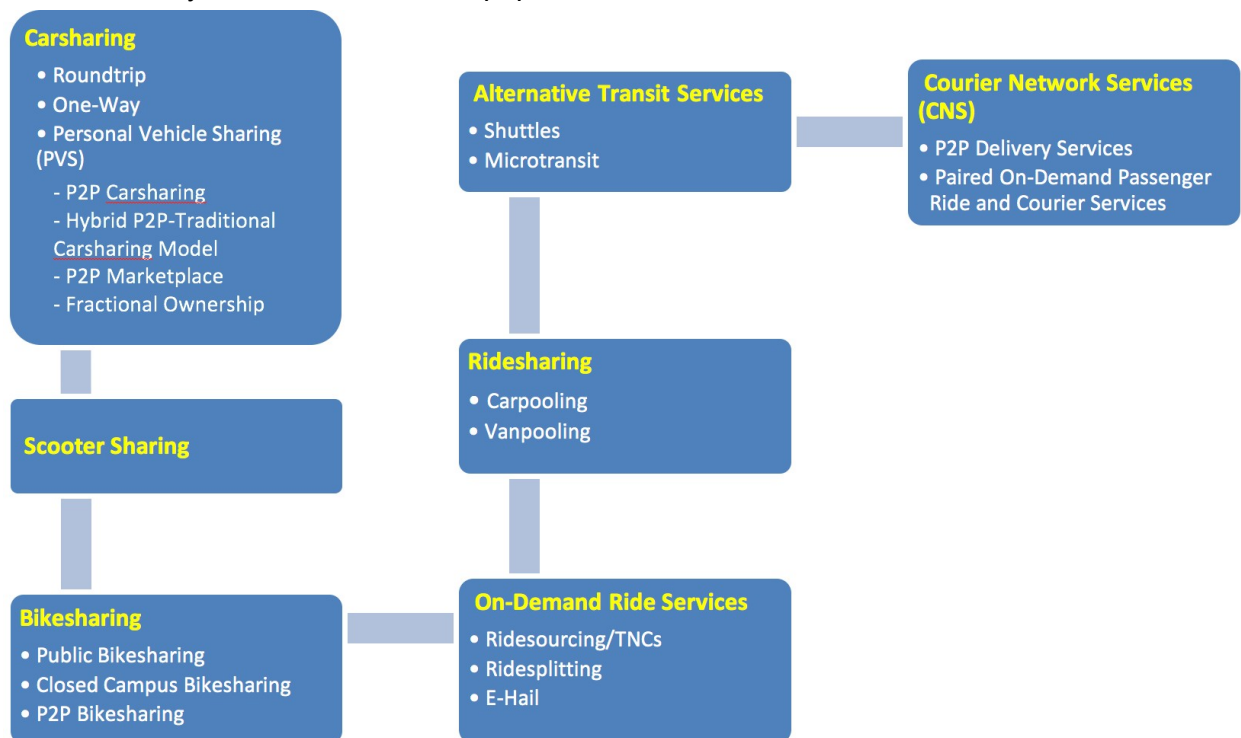 Carsharing
• Roundtrip
• One-Way
• Personal Vehicle Sharing
(PVS)
- P2P Carsharing
- Hybrid P2P-Traditional
Carsharing Model
- P2P Marketplace
- Fractional Ownership
Scooter Sharing
Bikesharing
• Public Bikesharing
• Closed Campus Bikesharing
• P2P Bikesharing
On-Demand Ride Services
• Ridesourcing/TNCs
• Ridesplitting
• E-Hail
Ridesharing
• Carpooling
• Vanpooling
Alternative Transit Services
• Shuttles
• Microtransit
Courier Network Services
(CNS)
• P2P Delivery Services
• Paired On-Demand Passenger
Ride and Courier Services